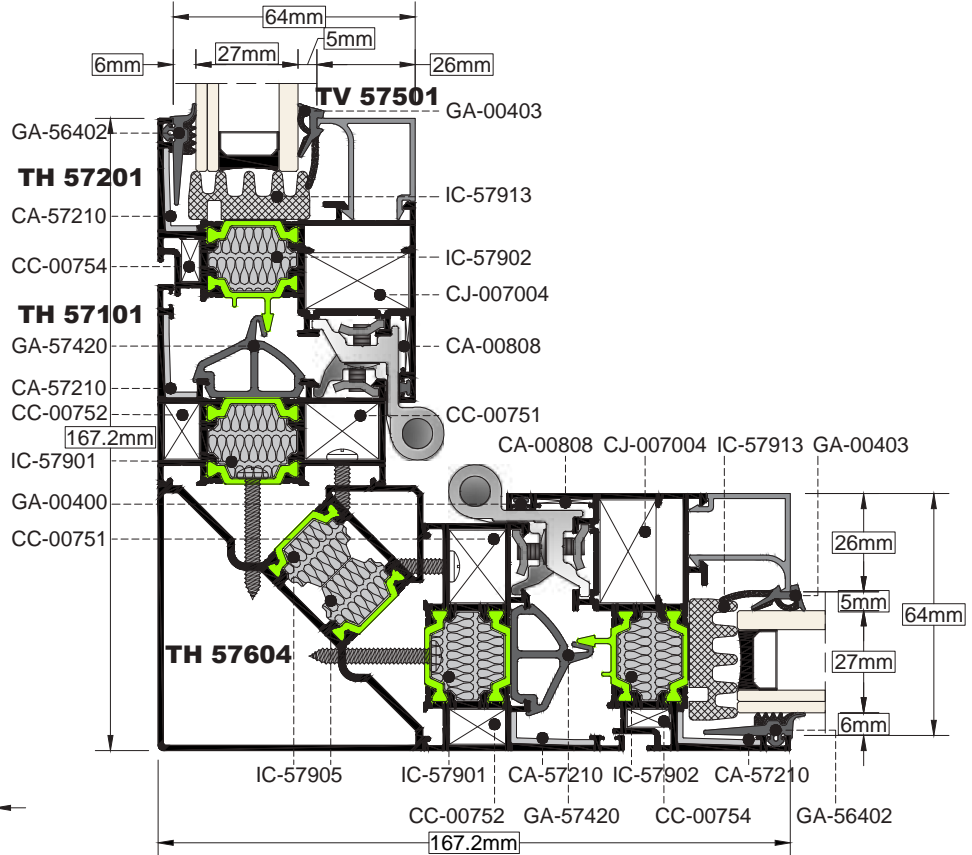 64mm
5mm
6mm
27mm
26mm
TV 57501
GA-00403
GA-56402
TH 57201
IC-57913
CA-57210
CC-00754
IC-57902
CJ-007004
TH 57101
GA-57420
CA-00808
CA-57210
CC-00752
CC-00751
167.2mm
CA-00808
CJ-007004
IC-57913
GA-00403
IC-57901
GA-00400
CC-00751
26mm
5mm
64mm
27mm
6mm
TH 57604
IC-57905
IC-57901
CA-57210
IC-57902
CA-57210
CC-00752
GA-57420
CC-00754
GA-56402
167.2mm